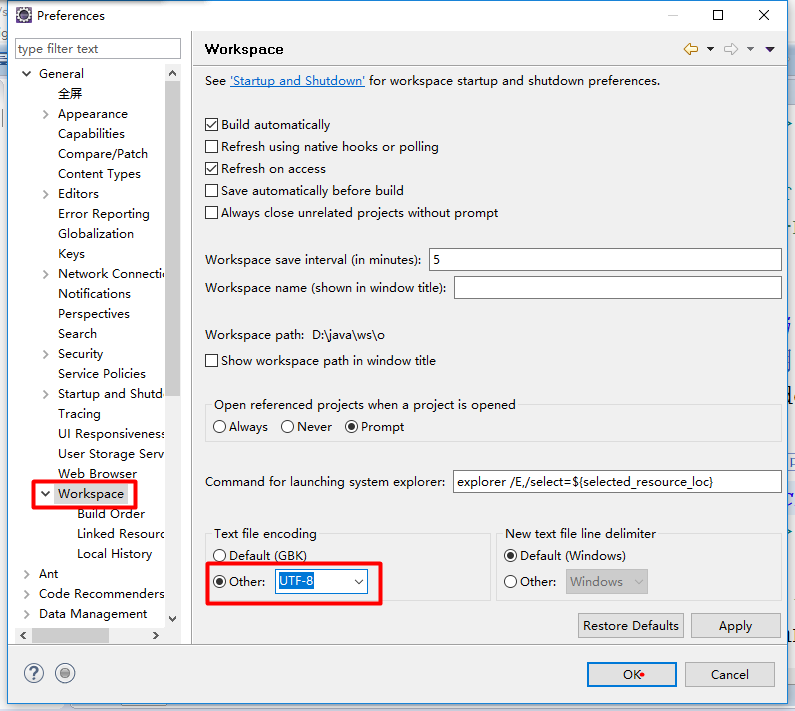 Preferences
type filter text
General
全屏
Appearance
Capabilities
Compare/Patch
Content Types
Editors
Error Reporting
Globalization
Keys
Network Connectic
Notifications
Perspectives
Search
Security
Service Policies
Startup and Shutd
Tracing
UI Responsiveness
User Storage Serv
Web Browser
Workspace
Build Order
Linked Resourc
Local History
Ant
Code Recommenders
Data Management
Workspace
See 'Startup and Shutdown' for workspace startup and shutdown preferences.
Build automatically
Refresh using native hooks or polling
Refresh on access
Save automatically before build
Always close unrelated projects without prompt
Workspace save interval (in minutes): 5
Workspace name (shown in window title):
Workspace path: D:\java\ws\o
Show workspace path in window title
Open referenced projects when a project is opened
Always Never Prompt
Command for launching system explorer: explorer /E,/select=${selected_resource_loc}
Text file encoding
Default (GBK)
Other: UTF-8
New text file line delimiter
Default (Windows)
Other: Windows
Restore Defaults Apply
OK Cancel